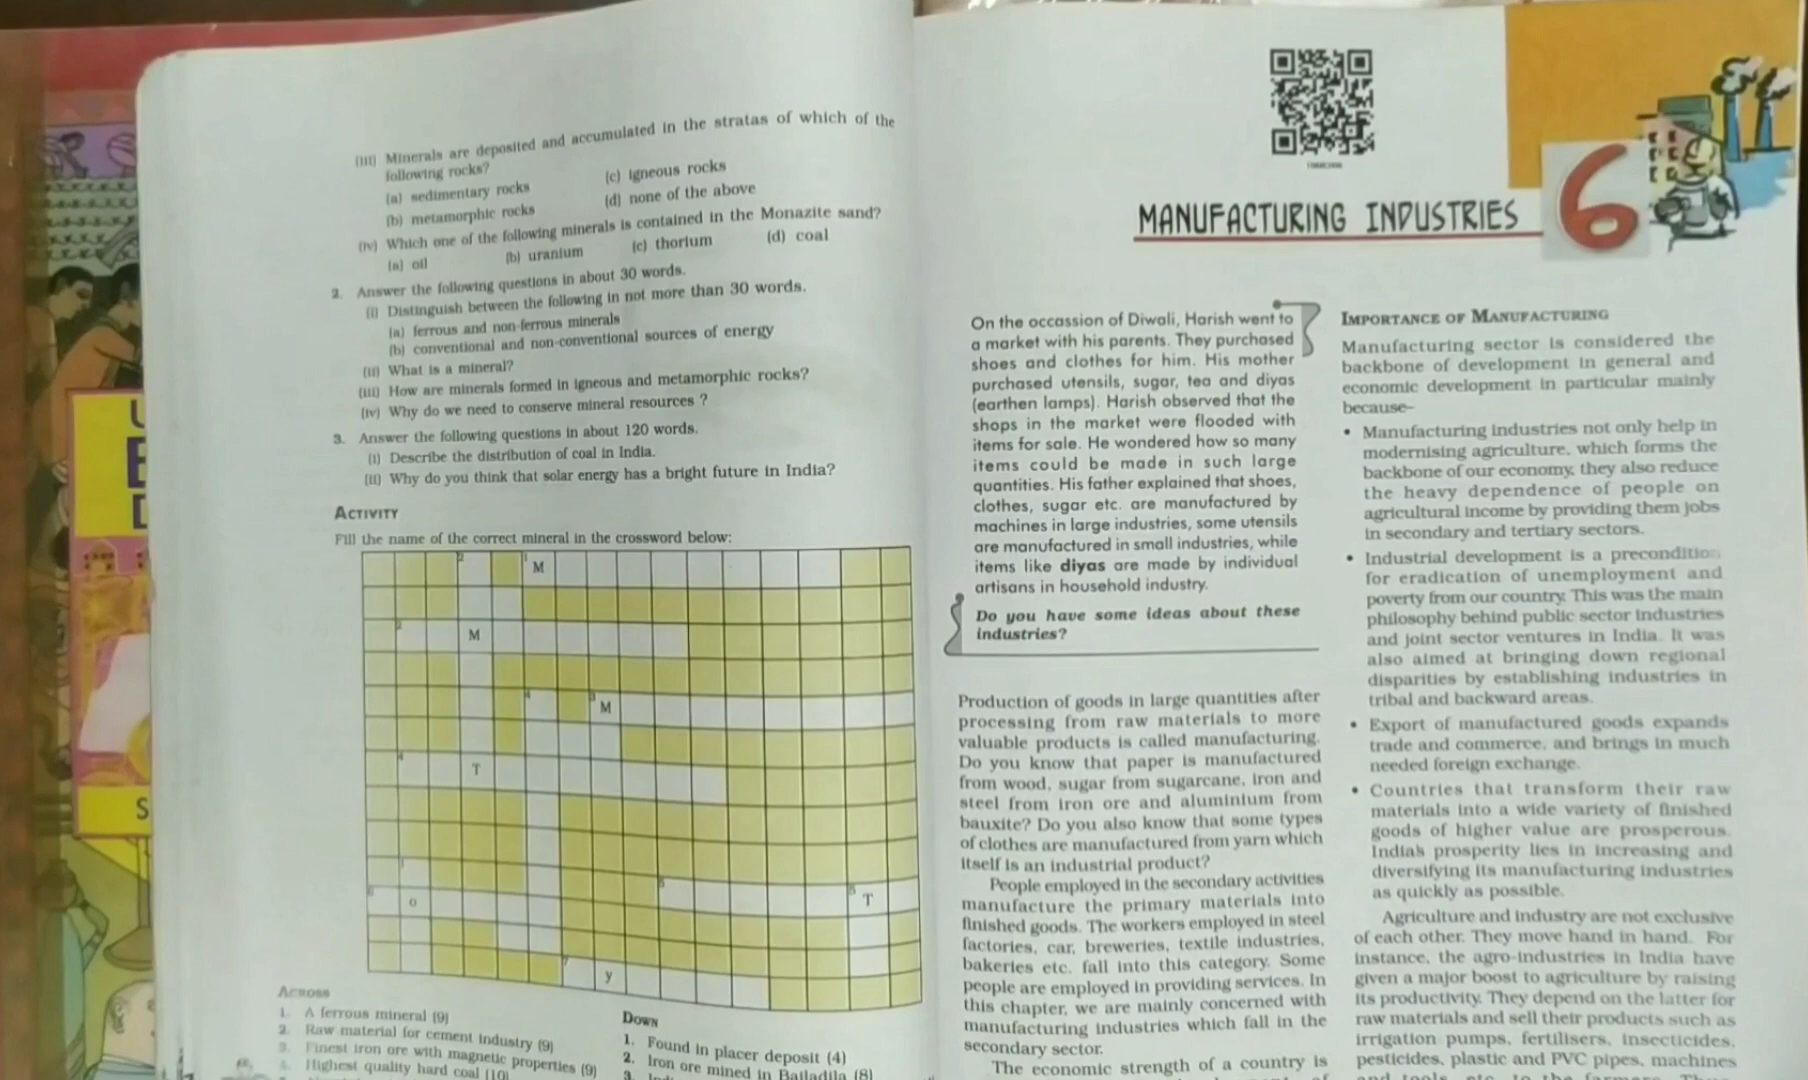 (iii) Minerals are deposited and accumulated in the stratas of which of the
following rocks?
(a) sedimentary rocks (c) igneous rocks
(b) metamorphic rocks (d) none of the above
(iv) Which one of the following minerals is contained in the Monazite sand?
(a) oil (b) uranium (c) thorium (d) coal
2. Answer the following questions in about 30 words.
(i) Distinguish between the following in not more than 30 words.
(a) ferrous and non-ferrous minerals
(b) conventional and non-conventional sources of energy
(ii) What is a mineral?
(iii) How are minerals formed in igneous and metamorphic rocks?
(iv) Why do we need to conserve mineral resources ?
3. Answer the following questions in about 120 words.
(i) Describe the distribution of coal in India.
(ii) Why do you think that solar energy has a bright future in India?
ACTIVITY
Fill the name of the correct mineral in the crossword below:
2 1 M
2 M
4 3 M
4 T
1
6 o 5 5 T
7 y
ACROSS
1. A ferrous mineral (9)
2. Raw material for cement industry (9)
3. Finest iron ore with magnetic properties (9)
4. Highest quality hard coal (10)
DOWN
1. Found in placer deposit (4)
2. Iron ore mined in Bailadila (8)
3.
MANUFACTURING INDUSTRIES 6
On the occassion of Diwali, Harish went to
a market with his parents. They purchased
shoes and clothes for him. His mother
purchased utensils, sugar, tea and diyas
(earthen lamps). Harish observed that the
shops in the market were flooded with
items for sale. He wondered how so many
items could be made in such large
quantities. His father explained that shoes,
clothes, sugar etc. are manufactured by
machines in large industries, some utensils
are manufactured in small industries, while
items like diyas are made by individual
artisans in household industry.
Do you have some ideas about these
industries?
Production of goods in large quantities after
processing from raw materials to more
valuable products is called manufacturing.
Do you know that paper is manufactured
from wood, sugar from sugarcane, iron and
steel from iron ore and aluminium from
bauxite? Do you also know that some types
of clothes are manufactured from yarn which
itself is an industrial product?
People employed in the secondary activities
manufacture the primary materials into
finished goods. The workers employed in steel
factories, car, breweries, textile industries,
bakeries etc. fall into this category. Some
people are employed in providing services. In
this chapter, we are mainly concerned with
manufacturing industries which fall in the
secondary sector.
The economic strength of a country is
IMPORTANCE OF MANUFACTURING
Manufacturing sector is considered the
backbone of development in general and
economic development in particular mainly
because–
• Manufacturing industries not only help in
modernising agriculture, which forms the
backbone of our economy, they also reduce
the heavy dependence of people on
agricultural income by providing them jobs
in secondary and tertiary sectors.
• Industrial development is a precondition
for eradication of unemployment and
poverty from our country. This was the main
philosophy behind public sector industries
and joint sector ventures in India. It was
also aimed at bringing down regional
disparities by establishing industries in
tribal and backward areas.
• Export of manufactured goods expands
trade and commerce, and brings in much
needed foreign exchange.
• Countries that transform their raw
materials into a wide variety of finished
goods of higher value are prosperous.
India's prosperity lies in increasing and
diversifying its manufacturing industries
as quickly as possible.
Agriculture and industry are not exclusive
of each other. They move hand in hand. For
instance, the agro-industries in India have
given a major boost to agriculture by raising
its productivity. They depend on the latter for
raw materials and sell their products such as
irrigation pumps, fertilisers, insecticides,
pesticides, plastic and PVC pipes, machines
and tools, etc. to the farmers.